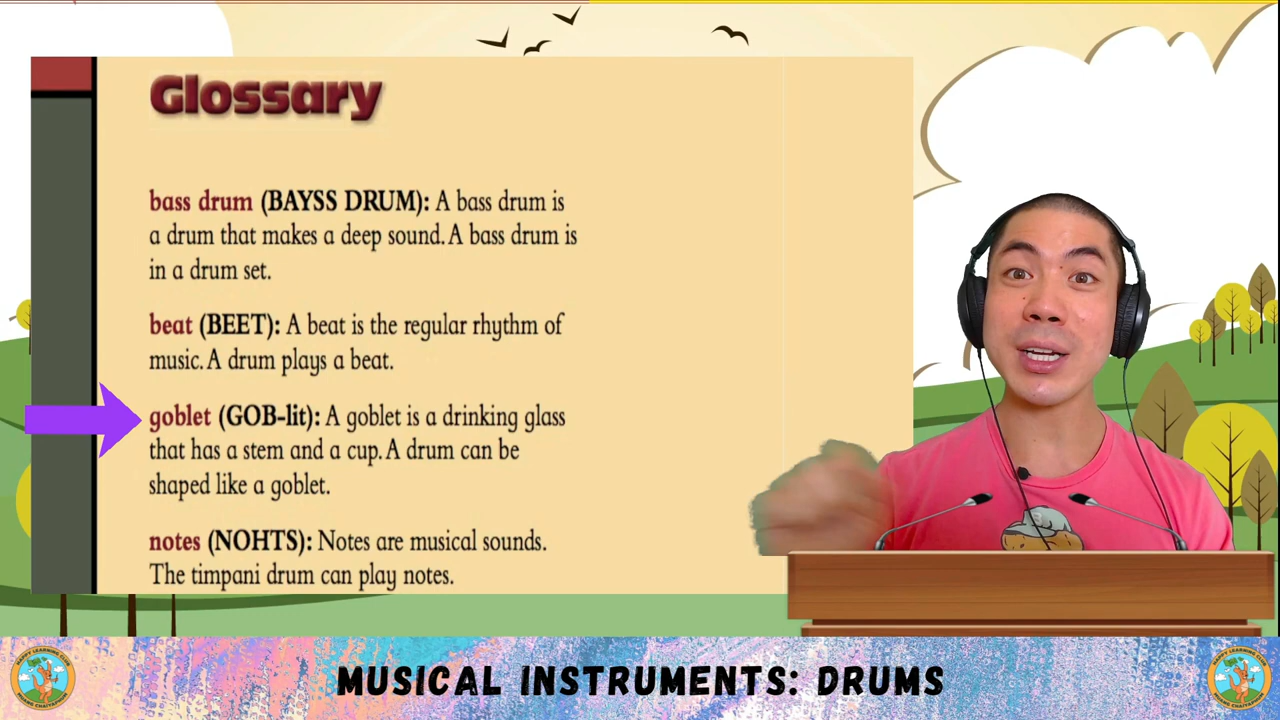 Glossary
bass drum (BAYSS DRUM): A bass drum is
a drum that makes a deep sound. A bass drum is
in a drum set.
beat (BEET): A beat is the regular rhythm of
music. A drum plays a beat.
goblet (GOB-lit): A goblet is a drinking glass
that has a stem and a cup. A drum can be
shaped like a goblet.
notes (NOHTS): Notes are musical sounds.
The timpani drum can play notes.
MUSICAL INSTRUMENTS: DRUMS